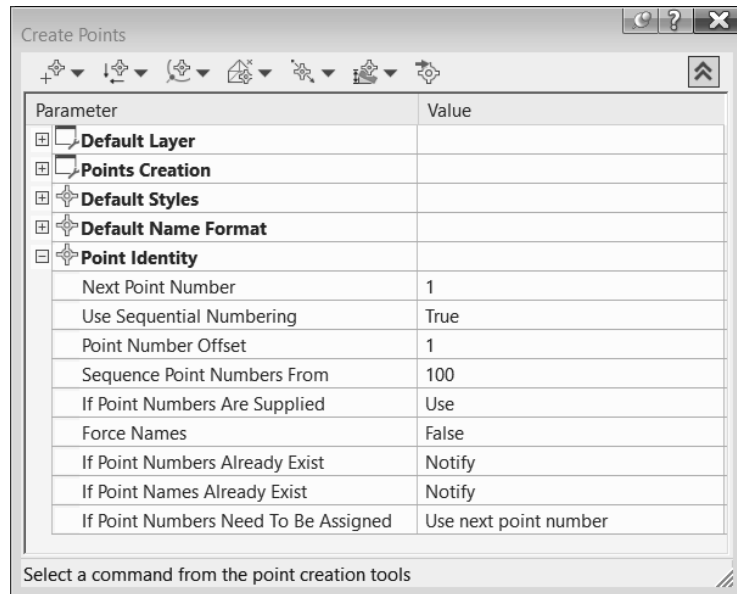 Create Points
?
Parameter Value
Default Layer
Points Creation
Default Styles
Default Name Format
Point Identity
Next Point Number 1
Use Sequential Numbering True
Point Number Offset 1
Sequence Point Numbers From 100
If Point Numbers Are Supplied Use
Force Names False
If Point Numbers Already Exist Notify
If Point Names Already Exist Notify
If Point Numbers Need To Be Assigned Use next point number
Select a command from the point creation tools